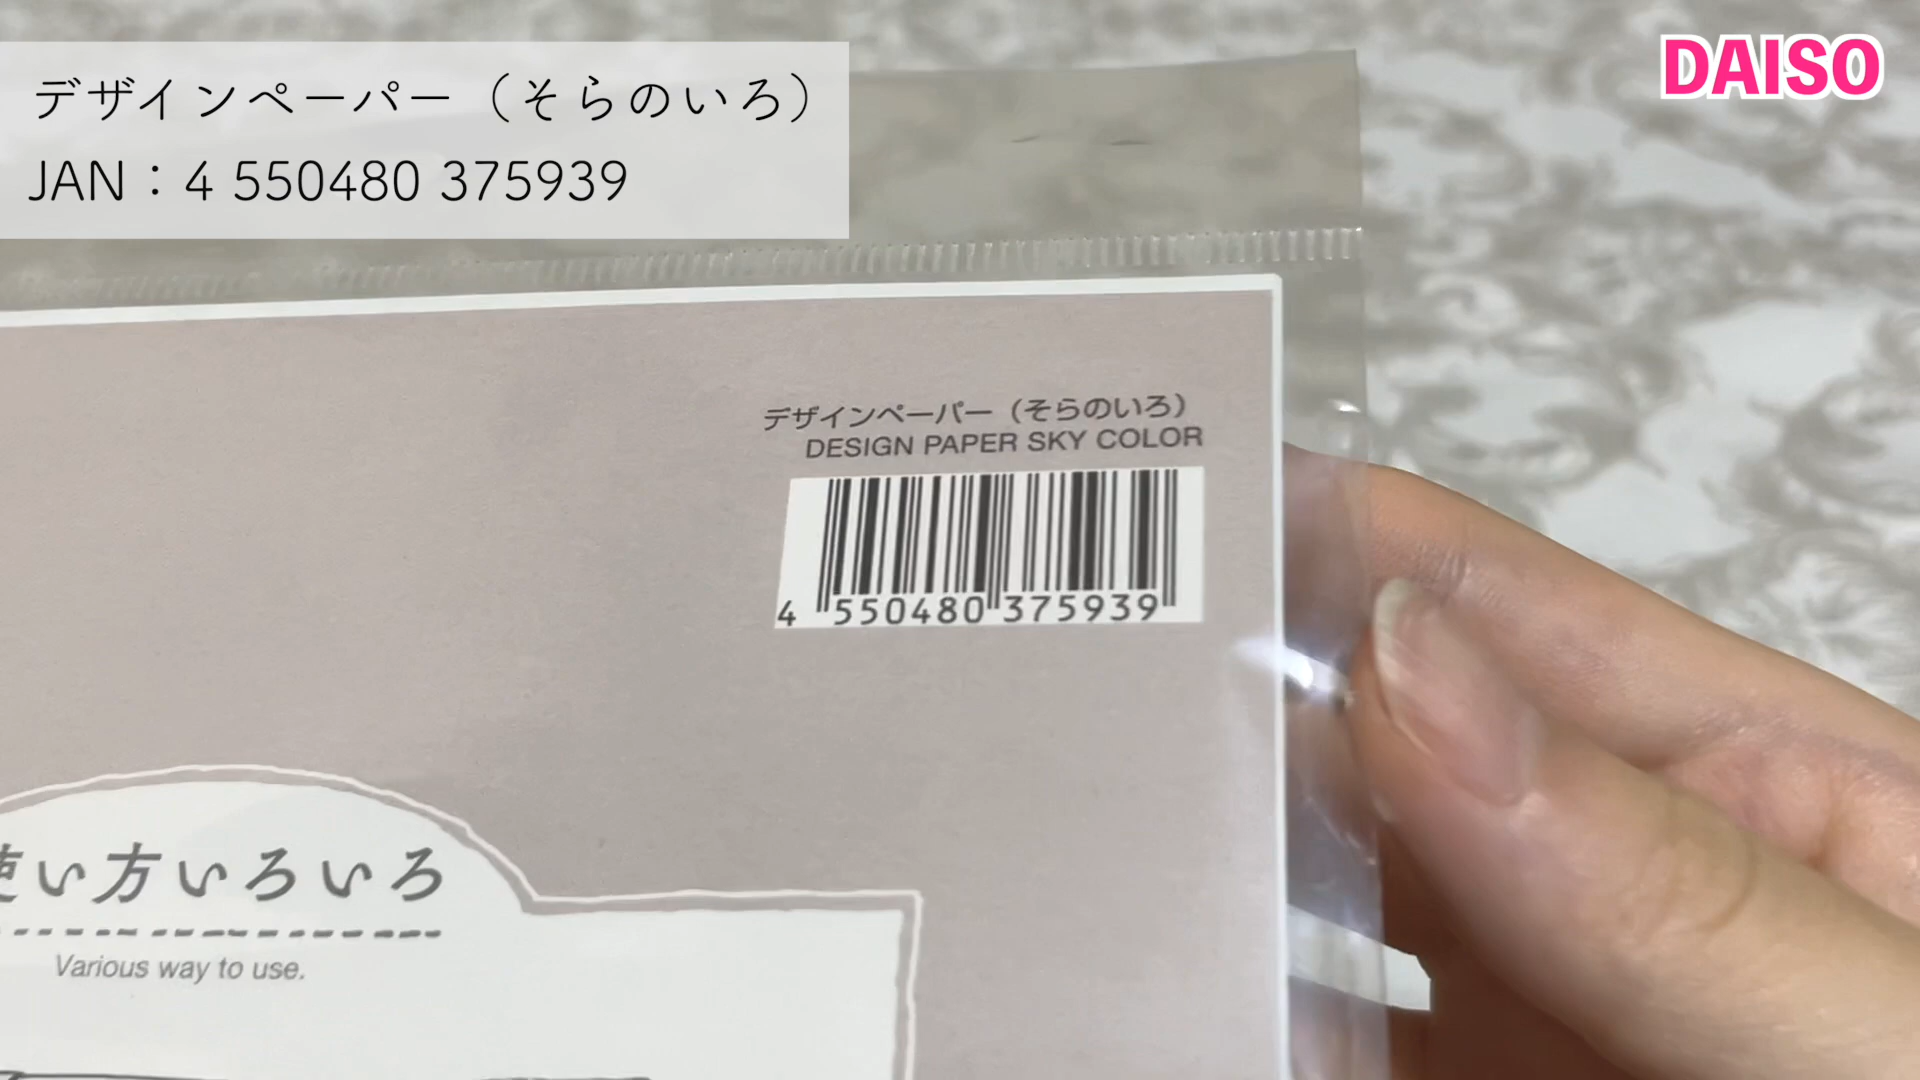 デザインペーパー（そらのいろ）
JAN：4 550480 375939
DAISO
デザインペーパー（そらのいろ）
DESIGN PAPER SKY COLOR
4 550480 375939
使い方いろいろ
Various way to use.